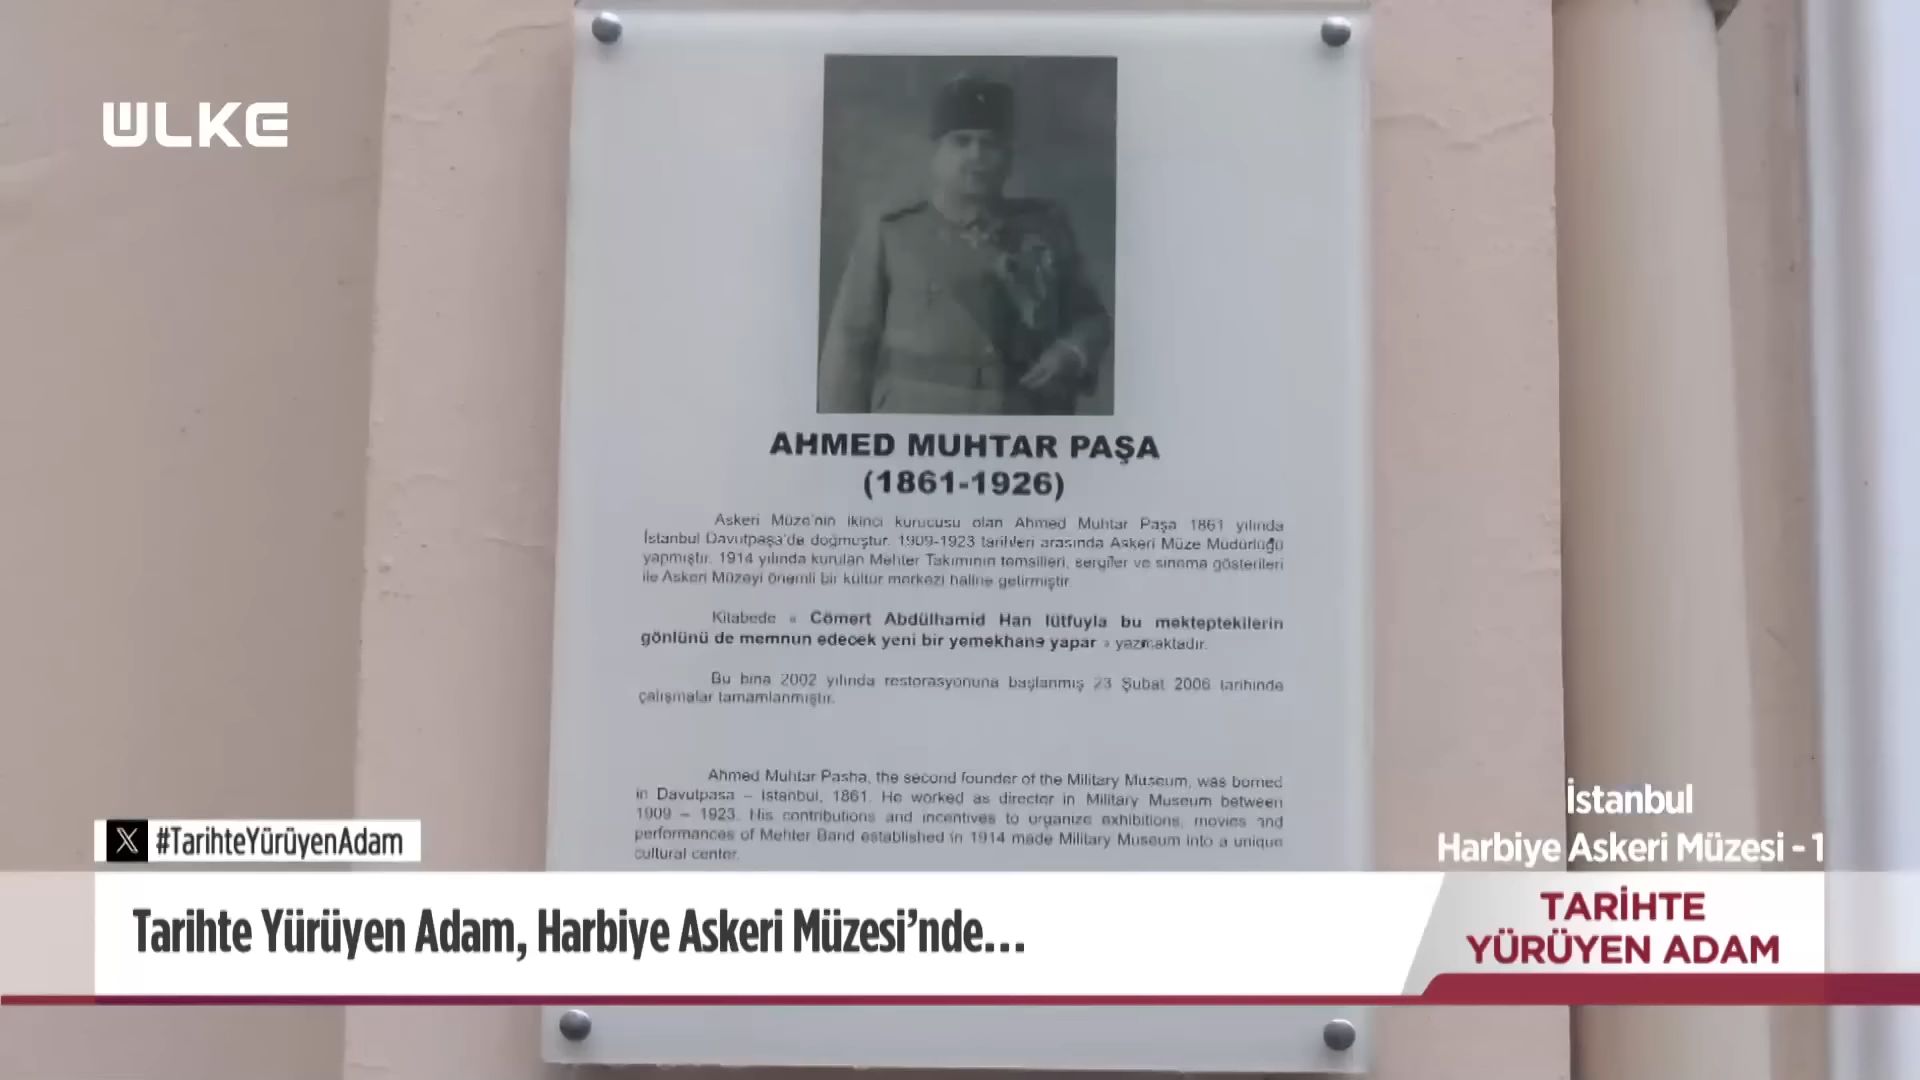 ÜLKE
AHMED MUHTAR PAŞA
(1861-1926)
Askeri Müze'nin ikinci kurucusu olan Ahmed Muhtar Paşa 1861 yılında
İstanbul Davutpaşa'da doğmuştur. 1909-1923 tarihleri arasında Askeri Müze Müdürlüğü
yapmıştır. 1914 yılında kurulan Mehter Takımının temsilleri, sergiler ve sinema gösterileri
ile Askeri Müzeyi önemli bir kültür merkezi haline getirmiştir.
Kitabede « Cömert Abdülhamid Han lütfuyla bu mekteptekilerin
gönlünü de memnun edecek yeni bir yemekhane yapar » yazmaktadır.
Bu bina 2002 yılında restorasyonuna başlanmış 23 Şubat 2006 tarihinde
çalışmalar tamamlanmıştır.
Ahmed Muhtar Pasha, the second founder of the Military Museum, was borned
in Davutpasa – Istanbul, 1861. He worked as director in Military Museum between
1909 – 1923. His contributions and incentives to organize exhibitions, movies and
performances of Mehter Band established in 1914 made Military Museum into a unique
cultural center.
İstanbul
Harbiye Askeri Müzesi - 1
X #TarihteYürüyenAdam
Tarihte Yürüyen Adam, Harbiye Askeri Müzesi'nde...
TARİHTE
YÜRÜYEN ADAM